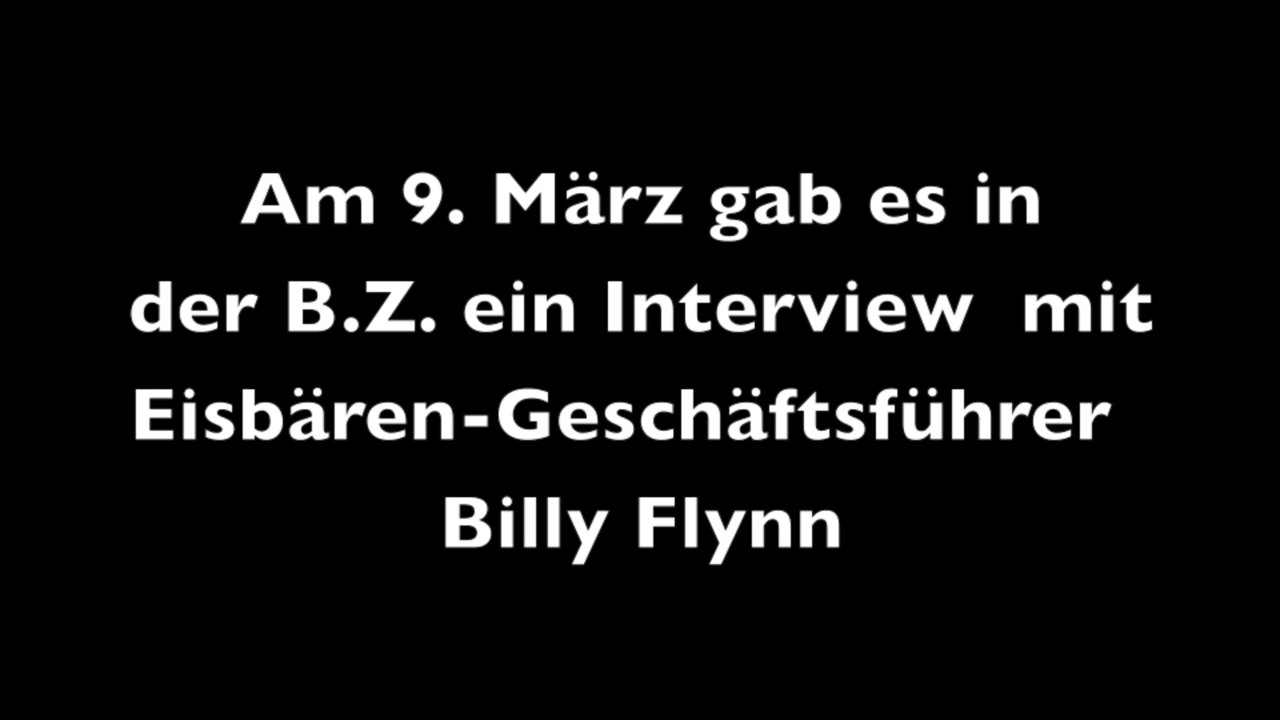 Am 9. März gab es in
der B.Z. ein Interview  mit
Eisbären-Geschäftsführer
Billy Flynn